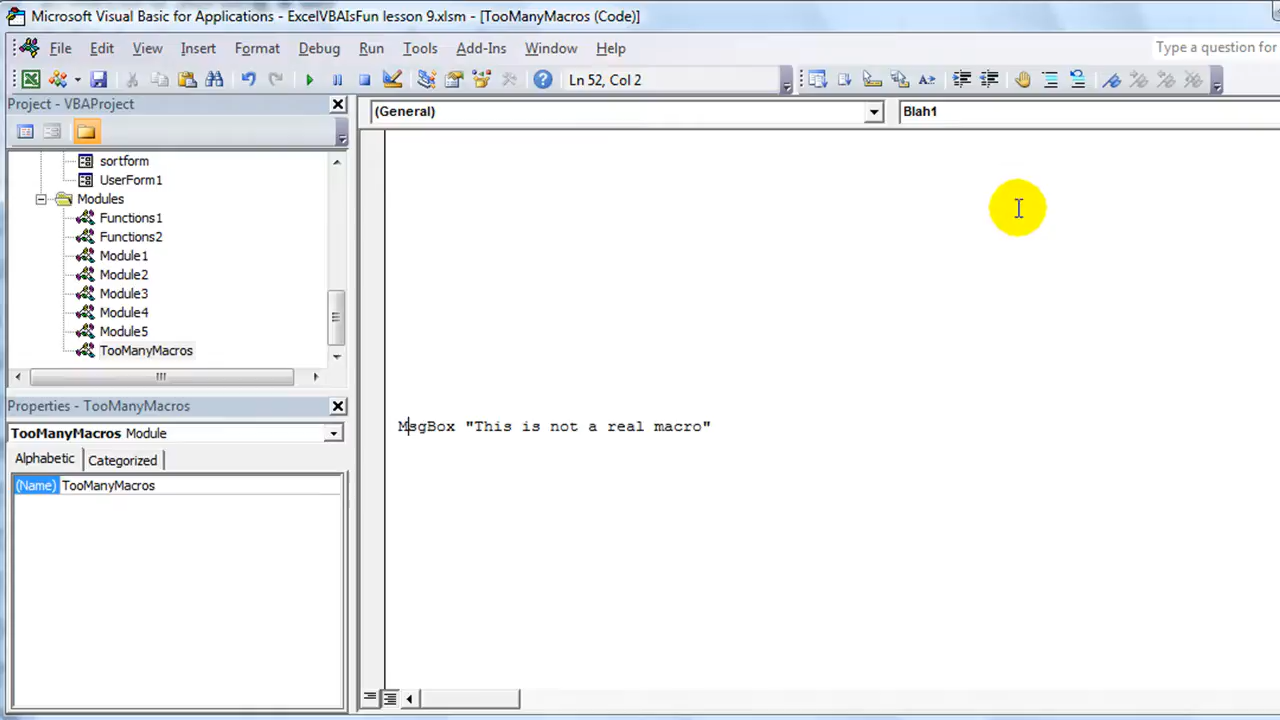 Microsoft Visual Basic for Applications - ExcelVBAIsFun lesson 9.xlsm - [TooManyMacros (Code)]
File Edit View Insert Format Debug Run Tools Add-Ins Window Help
Type a question for
Ln 52, Col 2
Project - VBAProject
(General)
Blah1
sortform
UserForm1
Modules
Functions1
Functions2
Module1
Module2
Module3
Module4
Module5
TooManyMacros
MsgBox "This is not a real macro"
Properties - TooManyMacros
TooManyMacros Module
Alphabetic Categorized
(Name) TooManyMacros